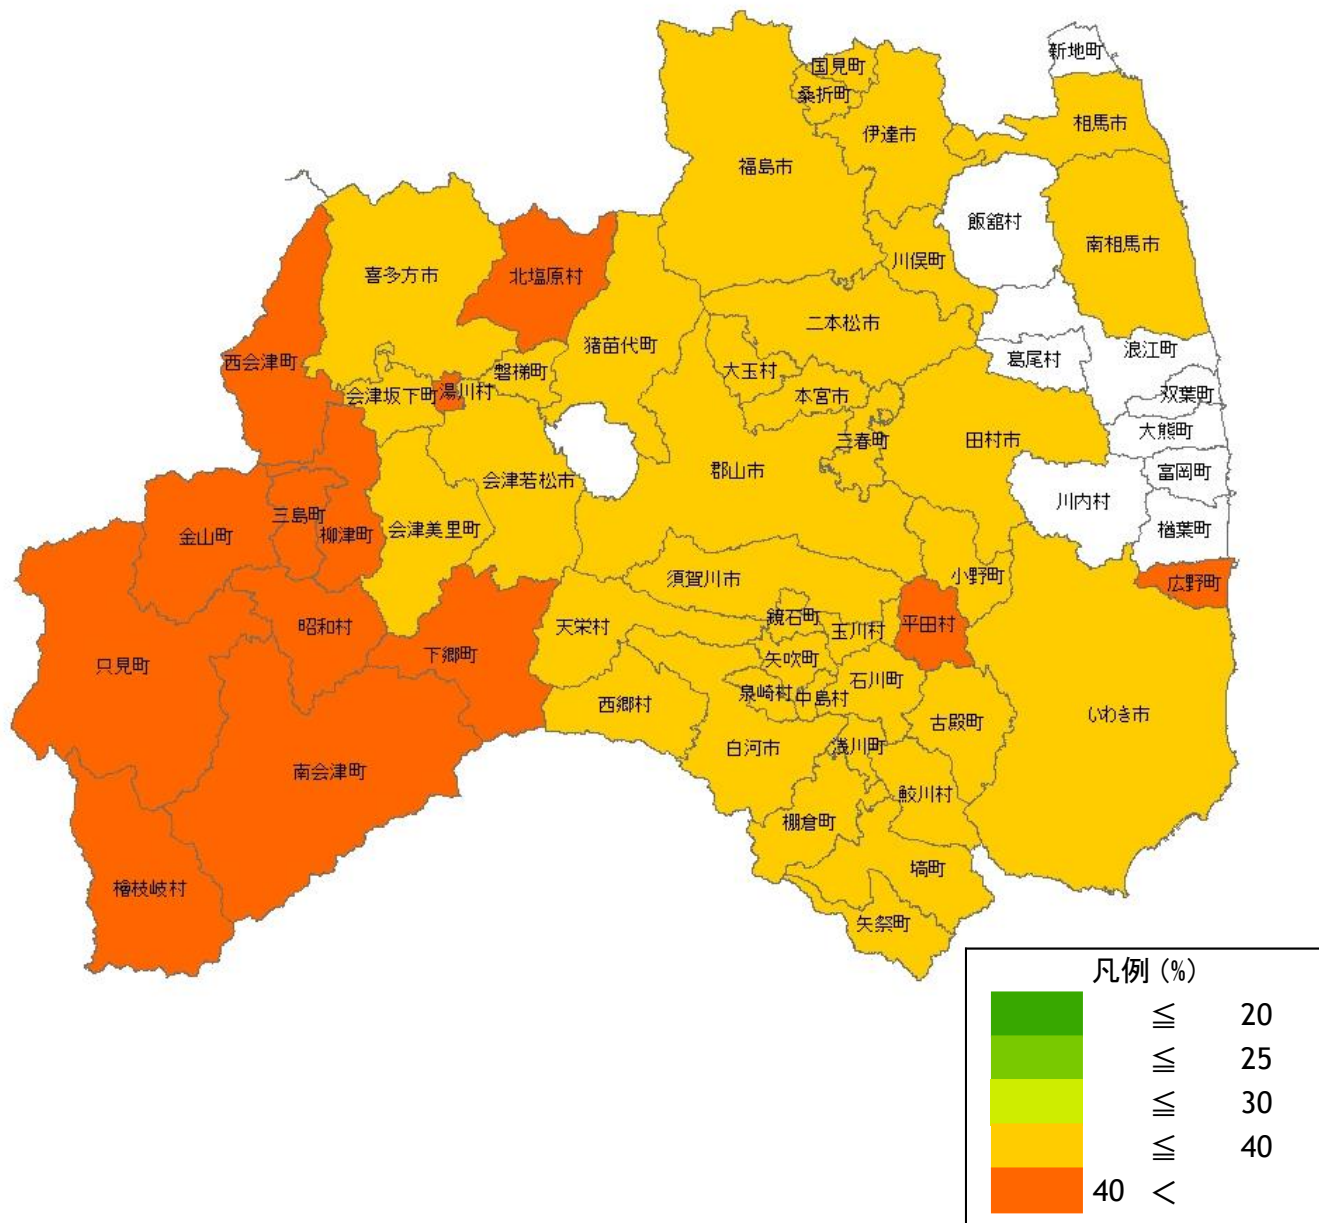 新地町
国見町
桑折町
相馬市
伊達市
福島市
飯舘村
南相馬市
川俣町
喜多方市
北塩原村
二本松市
猪苗代町
浪江町
葛尾村
西会津町
大玉村
磐梯町
双葉町
会津坂下町
湯川村
本宮市
大熊町
三春町
田村市
郡山市
富岡町
会津若松市
川内村
三島町
会津美里町
楢葉町
金山町
柳津町
須賀川市
小野町
広野町
鏡石町
昭和村
天栄村
玉川村
平田村
下郷町
矢吹町
只見町
石川町
泉崎村
中島村
西郷村
いわき市
古殿町
白河市
浅川町
南会津町
鮫川村
棚倉町
塙町
檜枝岐村
矢祭町
凡例 (%)
≦ 20
≦ 25
≦ 30
≦ 40
40 <